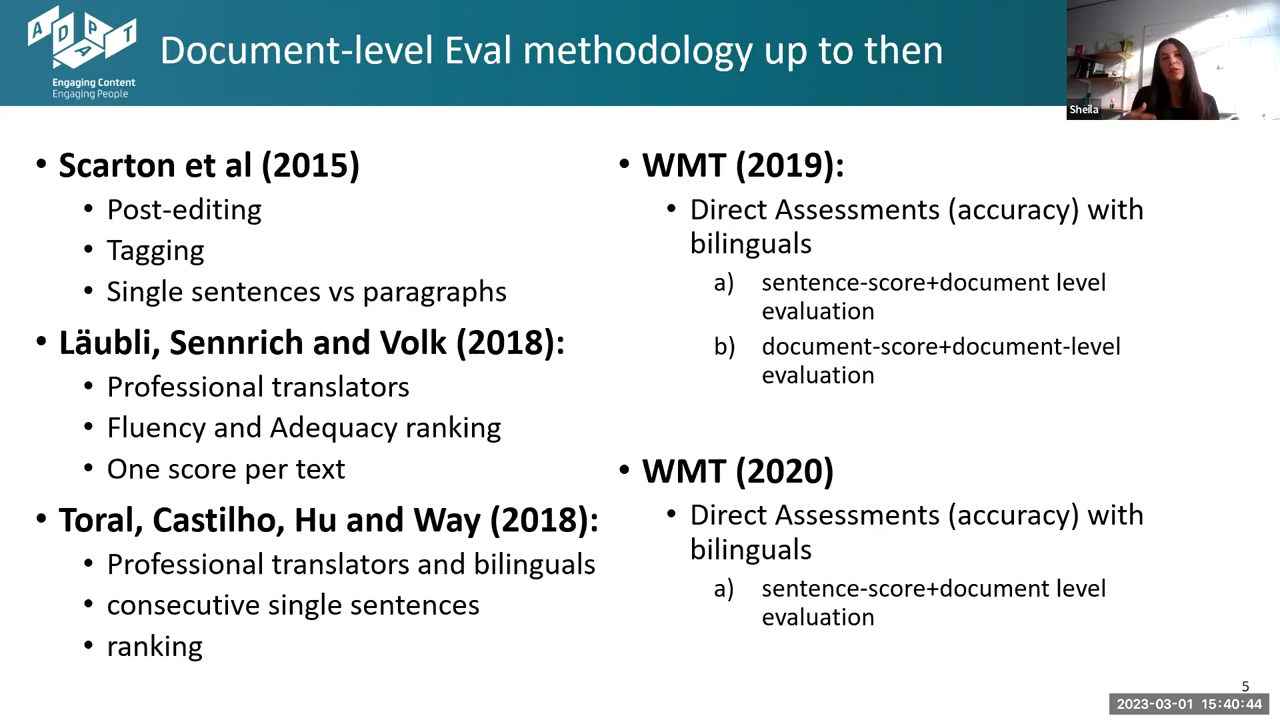 ADAPT
Engaging Content
Engaging People
Document-level Eval methodology up to then
Sheila
• Scarton et al (2015)
• Post-editing
• Tagging
• Single sentences vs paragraphs
• Läubli, Sennrich and Volk (2018):
• Professional translators
• Fluency and Adequacy ranking
• One score per text
• Toral, Castilho, Hu and Way (2018):
• Professional translators and bilinguals
• consecutive single sentences
• ranking
• WMT (2019):
• Direct Assessments (accuracy) with
bilinguals
a) sentence-score+document level
evaluation
b) document-score+document-level
evaluation
• WMT (2020)
• Direct Assessments (accuracy) with
bilinguals
a) sentence-score+document level
evaluation
5
2023-03-01 15:40:44